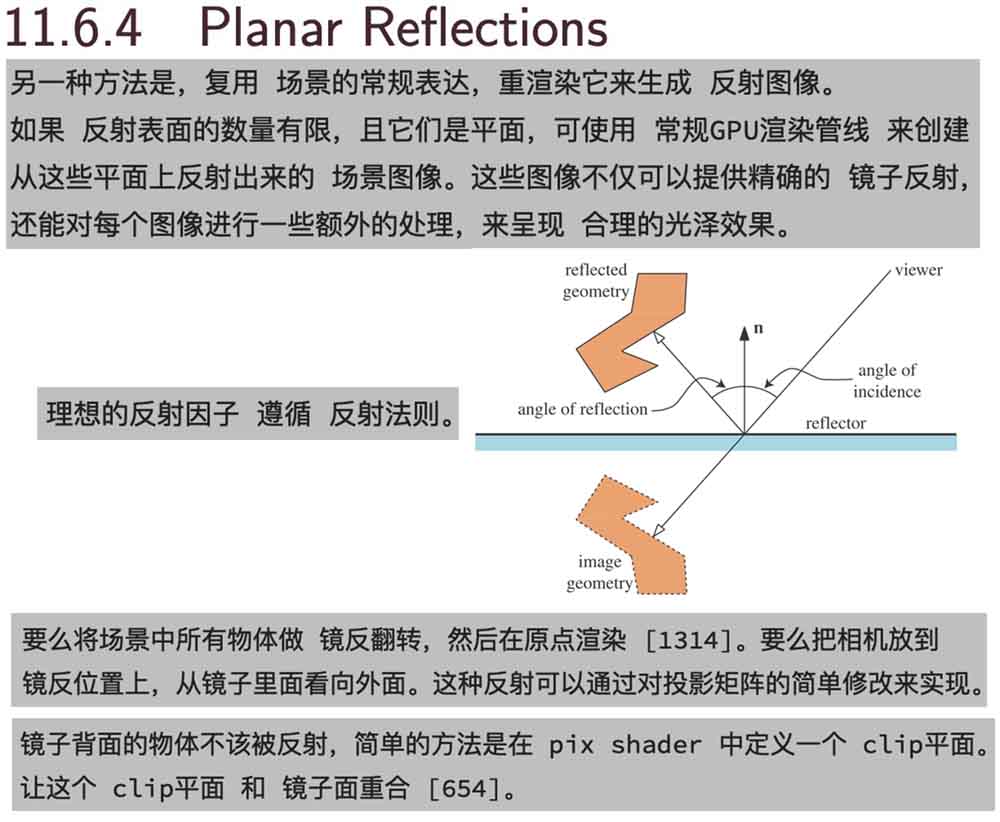 11.6.4 Planar Reflections
另一种方法是，复用 场景的常规表达，重渲染它来生成 反射图像。
如果 反射表面的数量有限，且它们是平面，可使用 常规GPU渲染管线 来创建
从这些平面上反射出来的 场景图像。这些图像不仅可以提供精确的 镜子反射，
还能对每个图像进行一些额外的处理，来呈现 合理的光泽效果。
reflected
geometry
viewer
n
angle of
incidence
angle of reflection
reflector
理想的反射因子 遵循 反射法则。
image
geometry
要么将场景中所有物体做 镜反翻转，然后在原点渲染 [1314]。要么把相机放到
镜反位置上，从镜子里面看向外面。这种反射可以通过对投影矩阵的简单修改来实现。
镜子背面的物体不该被反射，简单的方法是在 pix shader 中定义一个 clip平面。
让这个 clip平面 和 镜子面重合 [654]。